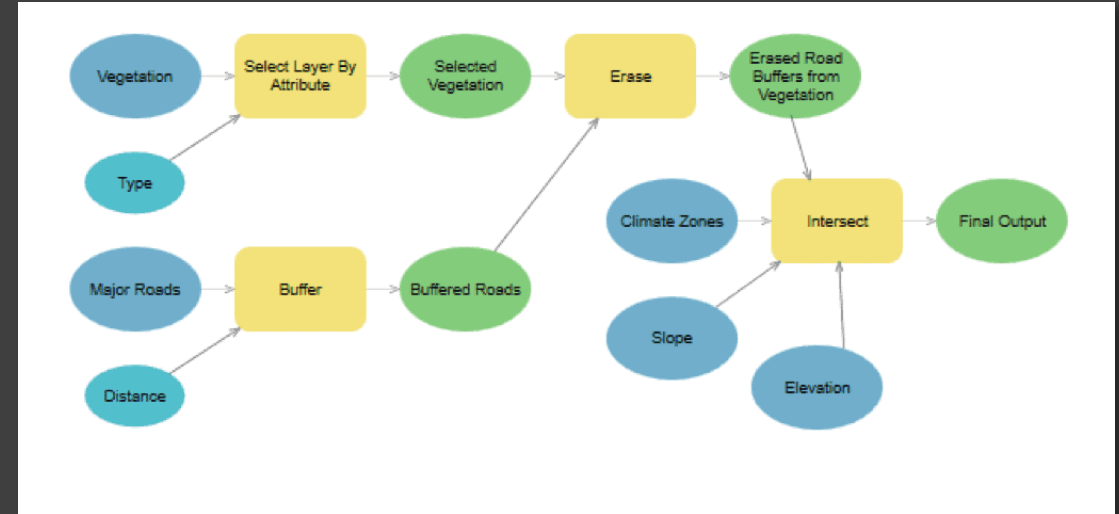 Vegetation
Select Layer By
Attribute
Selected
Vegetation
Erase
Erased Road
Buffers from
Vegetation
Type
Climate Zones
Intersect
Final Output
Major Roads
Buffer
Buffered Roads
Slope
Distance
Elevation